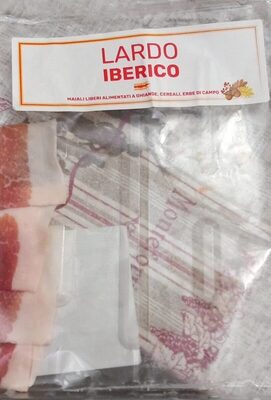 LARDO
IBERICO
MAIALI LIBERI ALIMENTATI A GHIANDE, CEREALI, ERBE DI CAMPO